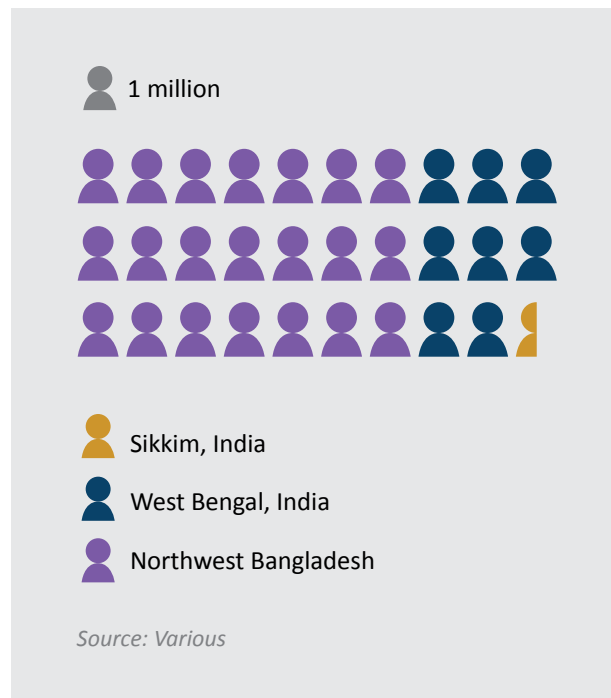 1 million
Sikkim, India
West Bengal, India
Northwest Bangladesh
Source: Various